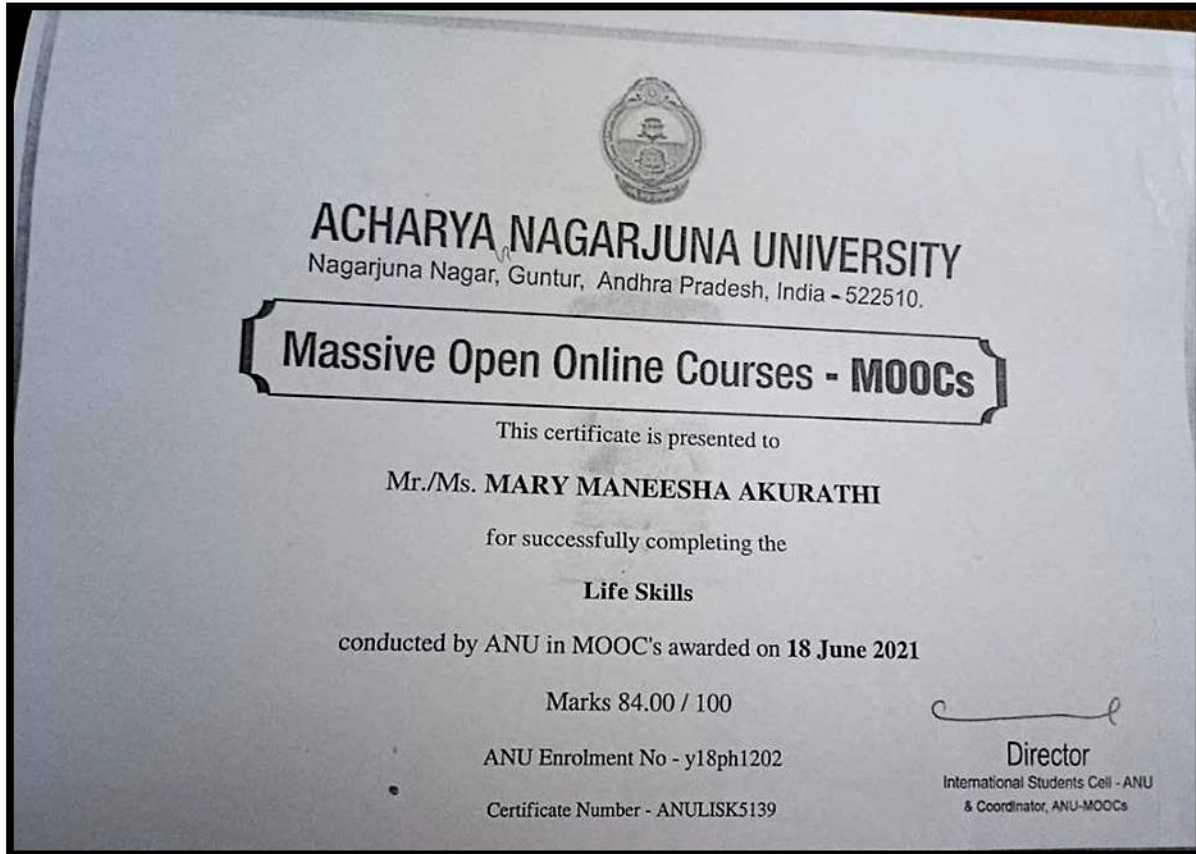 ACHARYA NAGARJUNA UNIVERSITY
Nagarjuna Nagar, Guntur, Andhra Pradesh, India - 522510.
Massive Open Online Courses - MOOCs
This certificate is presented to
Mr./Ms. MARY MANEESHA AKURATHI
for successfully completing the
Life Skills
conducted by ANU in MOOC's awarded on 18 June 2021
Marks 84.00 / 100
ANU Enrolment No - y18ph1202
Certificate Number - ANULISK5139
Director
International Students Cell - ANU
& Coordinator, ANU-MOOCs